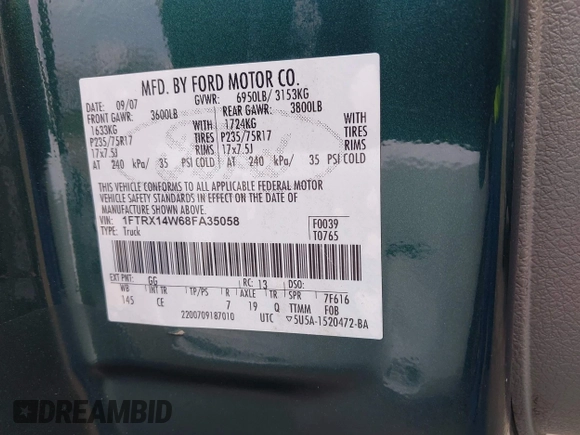 MFD. BY FORD MOTOR CO.
DATE: 09/07 GVWR: 6950LB/ 3153KG
FRONT GAWR: 3600LB REAR GAWR: 3800LB
1633KG WITH 1724KG WITH
P235/75R17 TIRES P235/75R17 TIRES
17x7.5J RIMS 17x7.5J RIMS
AT 240 kPa/ 35 PSI COLD AT 240 kPa/ 35 PSI COLD
THIS VEHICLE CONFORMS TO ALL APPLICABLE FEDERAL MOTOR
VEHICLE SAFETY STANDARDS IN EFFECT ON THE DATE OF
MANUFACTURE SHOWN ABOVE.
VIN: 1FTRX14W68FA35058 F0039
TYPE: Truck T0765
EXT PNT: GG RC: 13 DSO:
WB INT TR TP/PS R AXLE TR SPR 7F616
145 CE 7 19 Q TTMM FOB
2200709187010 UTC ▽5U5A-1520472-BA
DREAMBID